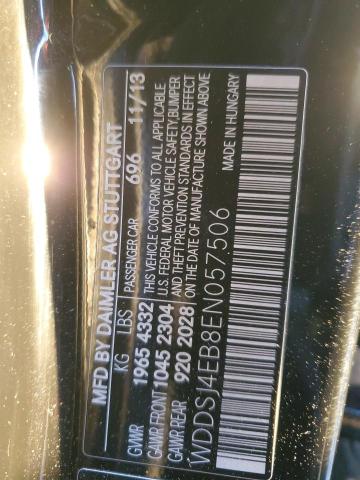 MFD BY DAIMLER AG STUTTGART
KG LBS PASSENGER CAR 696 11/13
GVWR 1965 4332 THIS VEHICLE CONFORMS TO ALL APPLICABLE
GAWR FRONT 1045 2304 U.S. FEDERAL MOTOR VEHICLE SAFETY, BUMPER
GAWR REAR 920 2028 AND THEFT PREVENTION STANDARDS IN EFFECT
ON THE DATE OF MANUFACTURE SHOWN ABOVE
WDDSJ4EB8EN057506 MADE IN HUNGARY